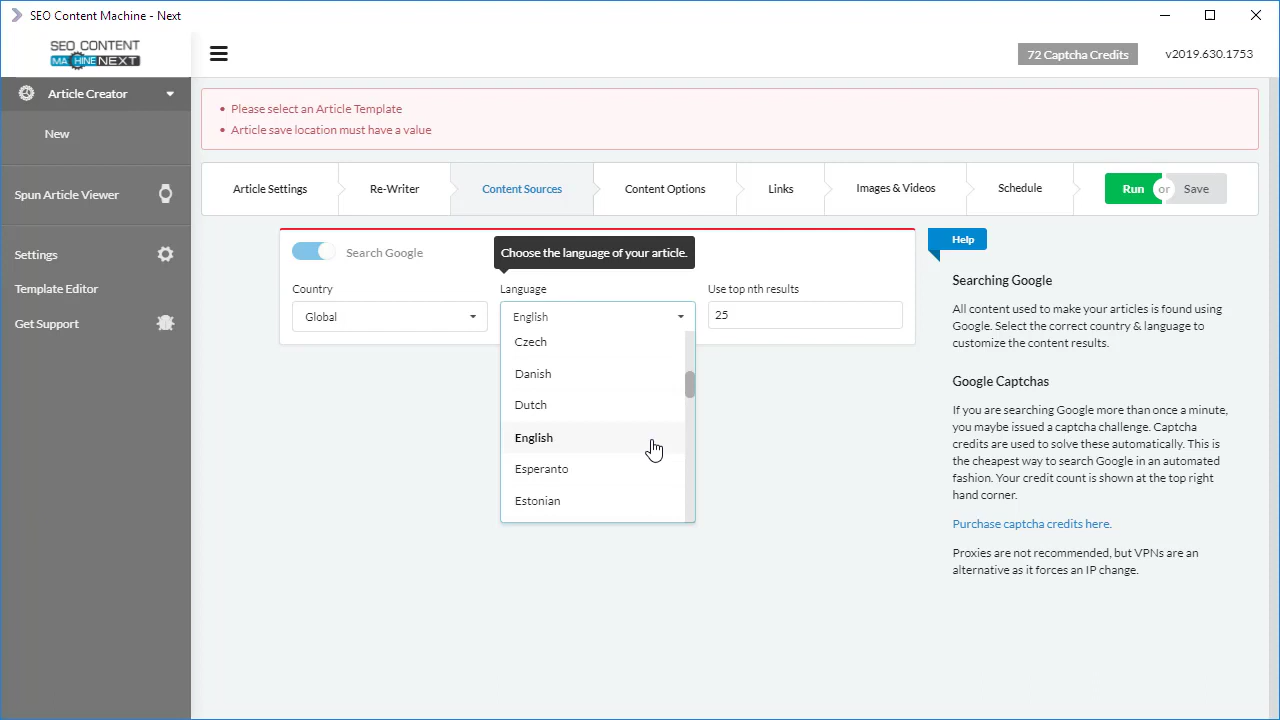 SEO Content Machine - Next
SEO CONTENT
MACHINE NEXT
72 Captcha Credits
v2019.630.1753
Article Creator
New
Spun Article Viewer
Settings
Template Editor
Get Support
Please select an Article Template
Article save location must have a value
Article Settings
Re-Writer
Content Sources
Content Options
Links
Images & Videos
Schedule
Run
or
Save
Search Google
Choose the language of your article.
Country
Language
Use top nth results
Global
English
25
Czech
Danish
Dutch
English
Esperanto
Estonian
Help
Searching Google
All content used to make your articles is found using
Google. Select the correct country & language to
customize the content results.
Google Captchas
If you are searching Google more than once a minute,
you maybe issued a captcha challenge. Captcha
credits are used to solve these automatically. This is
the cheapest way to search Google in an automated
fashion. Your credit count is shown at the top right
hand corner.
Purchase captcha credits here.
Proxies are not recommended, but VPNs are an
alternative as it forces an IP change.